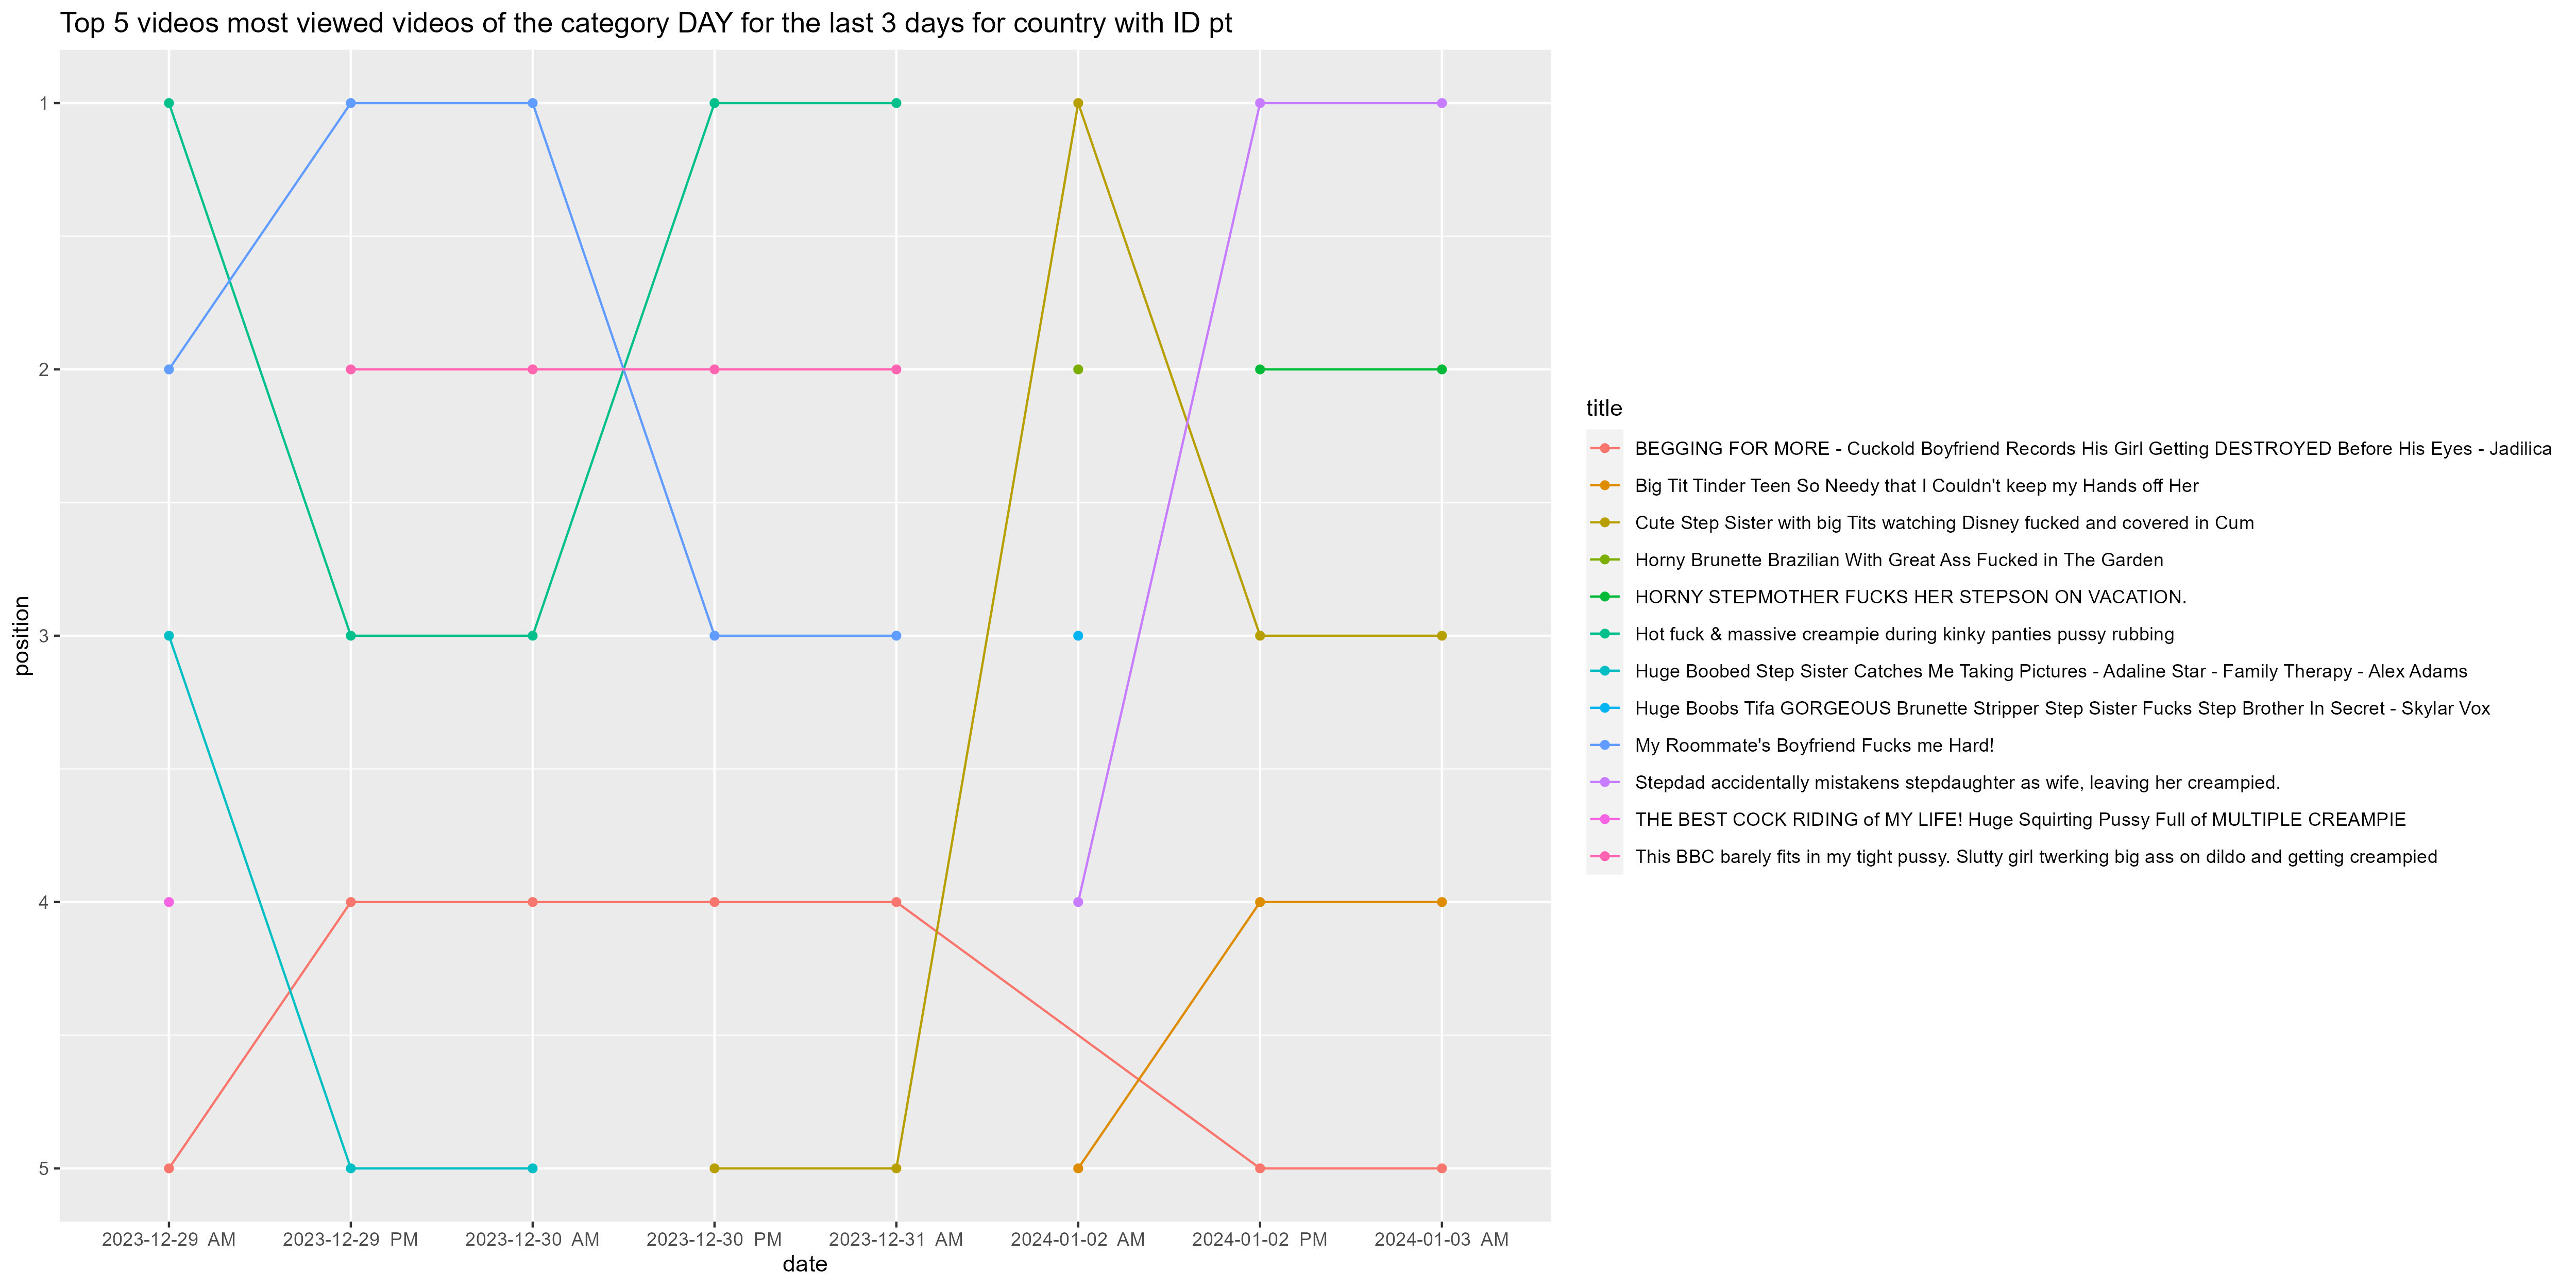 Top 5 videos most viewed videos of the category DAY for the last 3 days for country with ID pt
position
1
2
3
4
5
2023-12-29 AM
2023-12-29 PM
2023-12-30 AM
2023-12-30 PM
2023-12-31 AM
2024-01-02 AM
2024-01-02 PM
2024-01-03 AM
date
title
BEGGING FOR MORE - Cuckold Boyfriend Records His Girl Getting DESTROYED Before His Eyes - Jadilica
Big Tit Tinder Teen So Needy that I Couldn't keep my Hands off Her
Cute Step Sister with big Tits watching Disney fucked and covered in Cum
Horny Brunette Brazilian With Great Ass Fucked in The Garden
HORNY STEPMOTHER FUCKS HER STEPSON ON VACATION.
Hot fuck & massive creampie during kinky panties pussy rubbing
Huge Boobed Step Sister Catches Me Taking Pictures - Adaline Star - Family Therapy - Alex Adams
Huge Boobs Tifa GORGEOUS Brunette Stripper Step Sister Fucks Step Brother In Secret - Skylar Vox
My Roommate's Boyfriend Fucks me Hard!
Stepdad accidentally mistakens stepdaughter as wife, leaving her creampied.
THE BEST COCK RIDING of MY LIFE! Huge Squirting Pussy Full of MULTIPLE CREAMPIE
This BBC barely fits in my tight pussy. Slutty girl twerking big ass on dildo and getting creampied